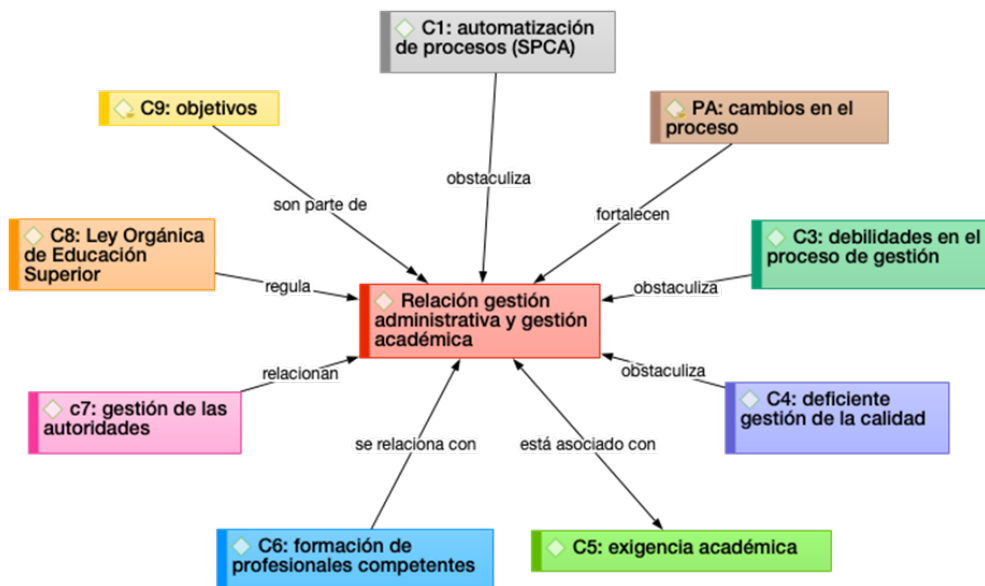 C1: automatización
de procesos (SPCA)
C9: objetivos
PA: cambios en el
proceso
obstaculiza
son parte de
fortalecen
C8: Ley Orgánica
de Educación
Superior
C3: debilidades en el
proceso de gestión
regula
obstaculiza
Relación gestión
administrativa y gestión
académica
relacionan
obstaculiza
c7: gestión de las
autoridades
C4: deficiente
gestión de la calidad
se relaciona con
está asociado con
C6: formación de
profesionales competentes
C5: exigencia académica